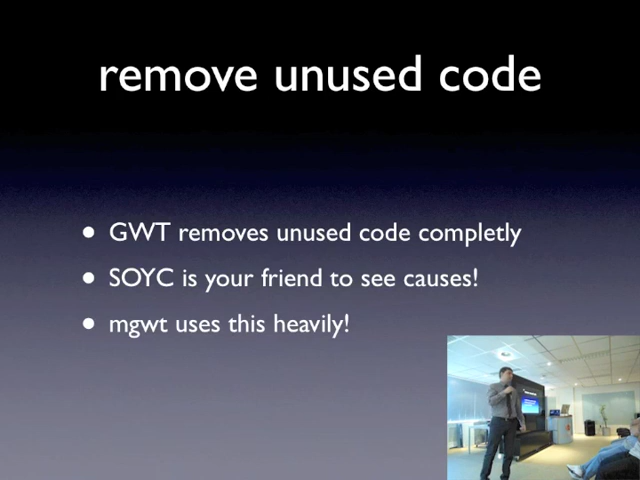 remove unused code
• GWT removes unused code completly
• SOYC is your friend to see causes!
• mgwt uses this heavily!